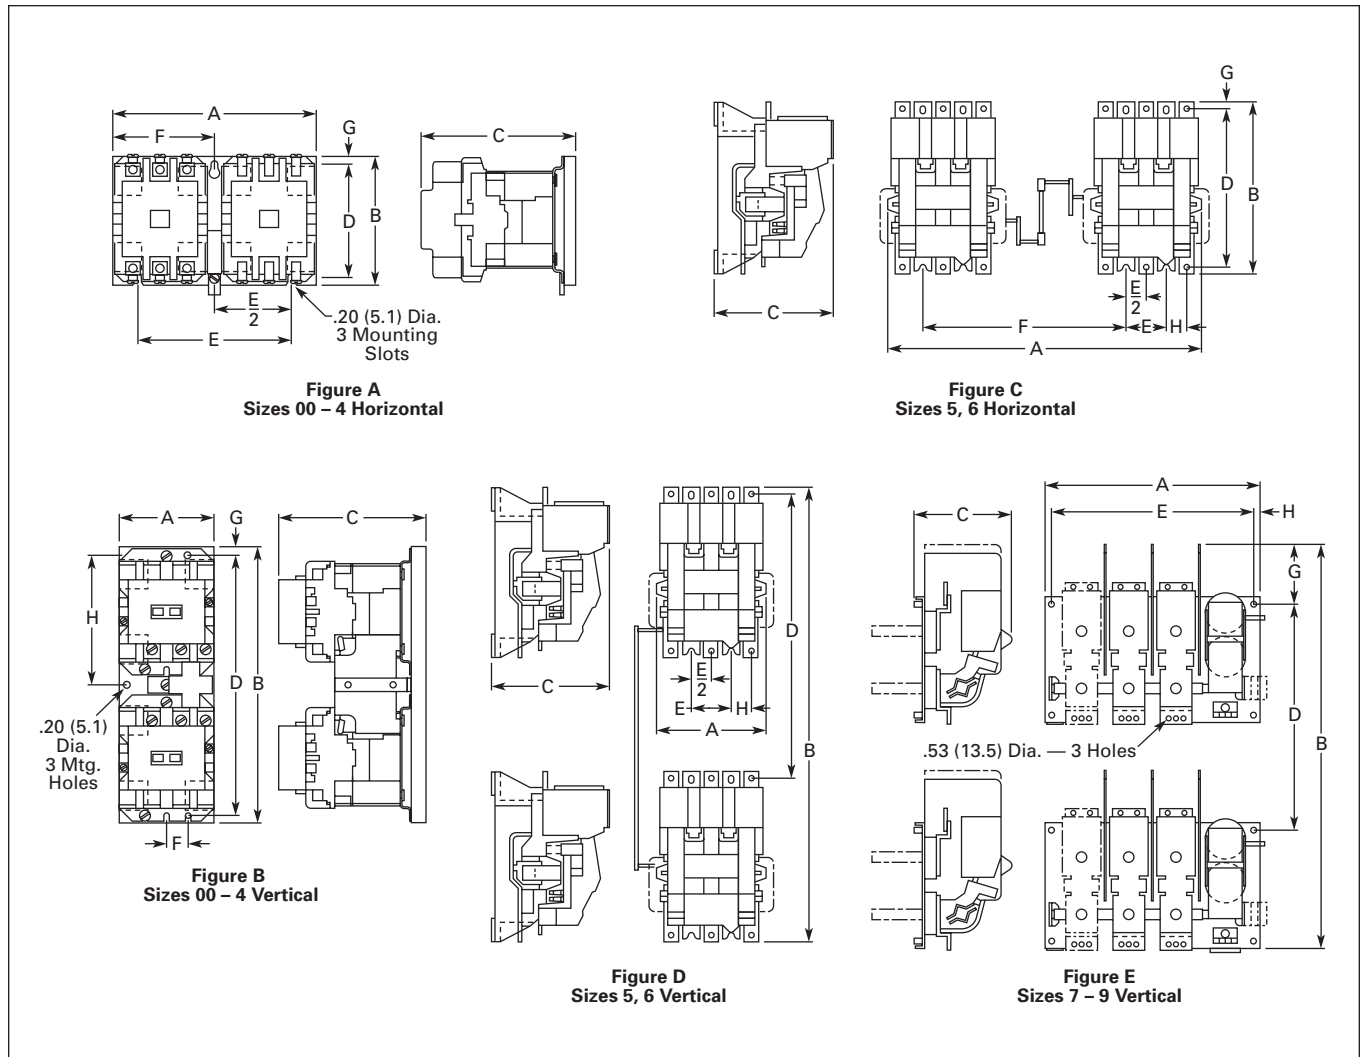 A
F
G
C
D
B
E
2
E
.20 (5.1) Dia.
3 Mounting
Slots
Figure A
Sizes 00 – 4 Horizontal
G
D
B
C
E
2
F
E
H
A
Figure C
Sizes 5, 6 Horizontal
A
G
C
H
D
B
.20 (5.1)
Dia.
3 Mtg.
Holes
F
Figure B
Sizes 00 – 4 Vertical
D
C
E
2
E
H
A
B
Figure D
Sizes 5, 6 Vertical
A
C
E
H
G
D
B
.53 (13.5) Dia. — 3 Holes
Figure E
Sizes 7 – 9 Vertical